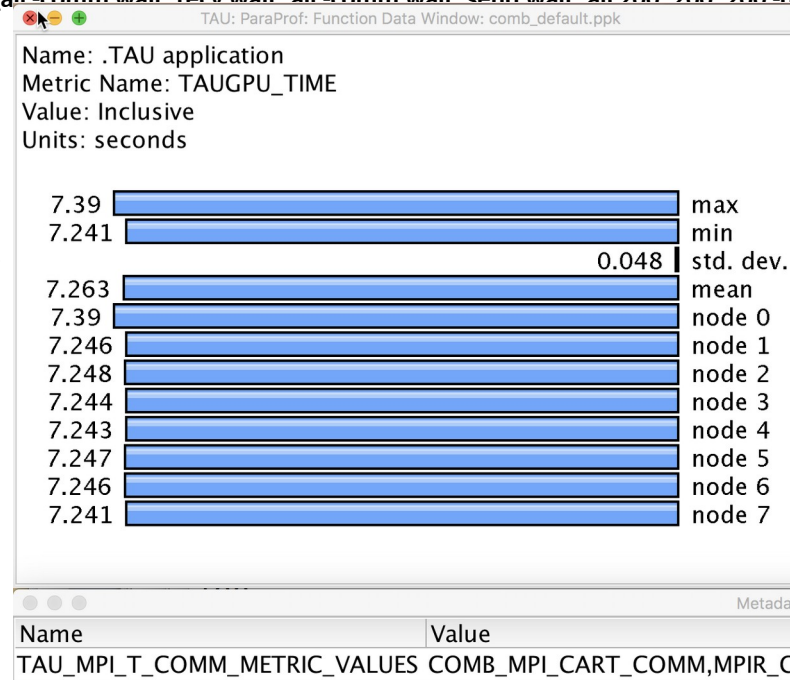 TAU: ParaProf: Function Data Window: comb_default.ppk
Name: .TAU application
Metric Name: TAUGPU_TIME
Value: Inclusive
Units: seconds
7.39 max
7.241 min
0.048 std. dev.
7.263 mean
7.39 node 0
7.246 node 1
7.248 node 2
7.244 node 3
7.243 node 4
7.247 node 5
7.246 node 6
7.241 node 7
Metada
Name Value
TAU_MPI_T_COMM_METRIC_VALUES COMB_MPI_CART_COMM,MPIR_C